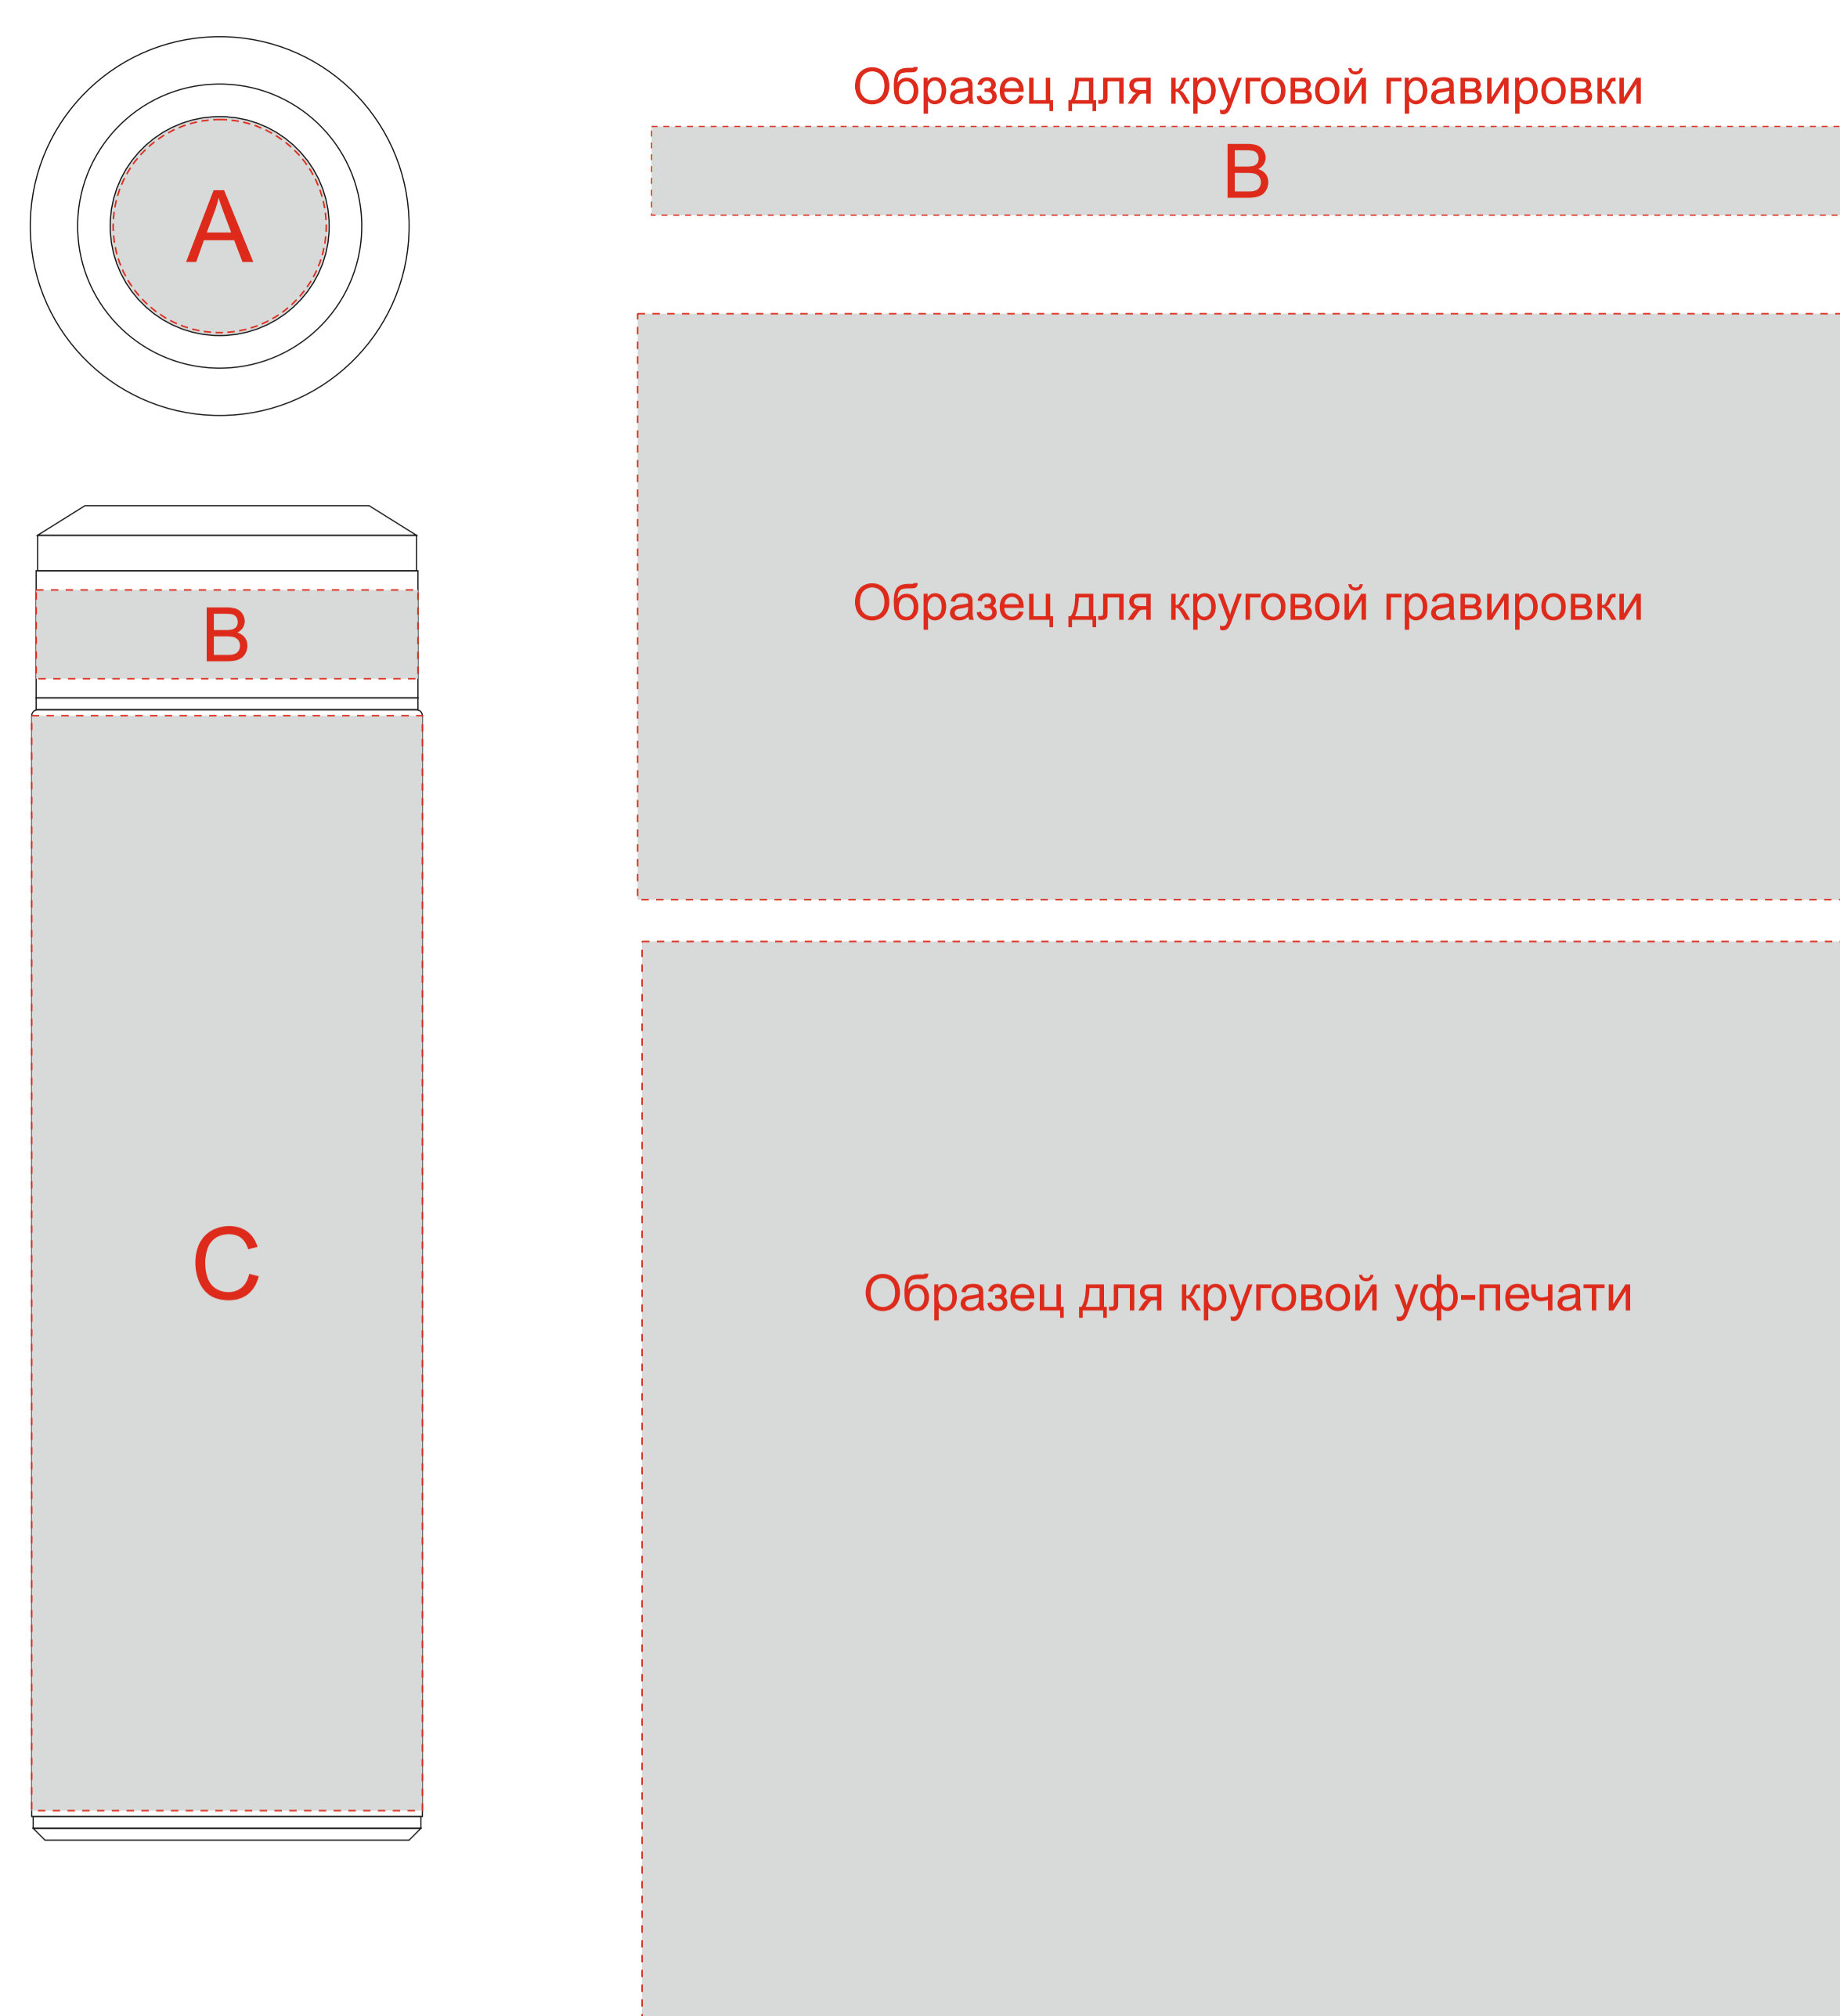 A
B
C
Образец для круговой гравировки
B
Образец для круговой гравировки
Образец для круговой уф-печати